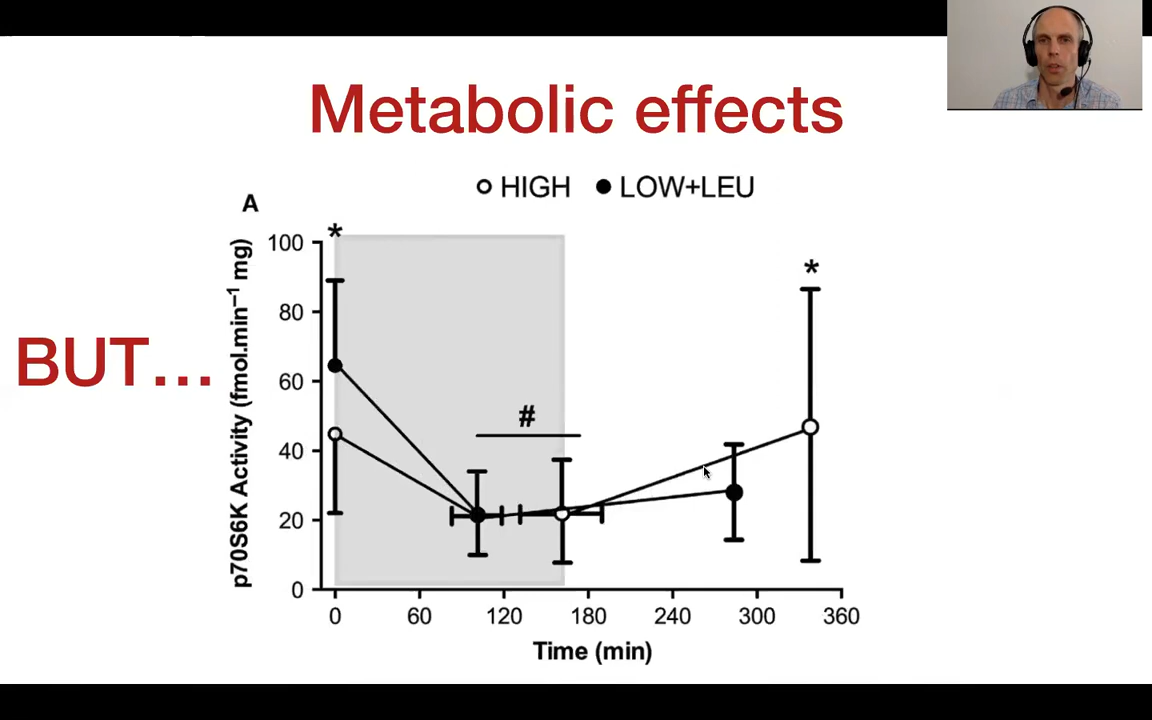 Metabolic effects
○ HIGH ● LOW+LEU
A
*
*
BUT...
#
p70S6K Activity (fmol.min⁻¹ mg)
100
80
60
40
20
0
0 60 120 180 240 300 360
Time (min)